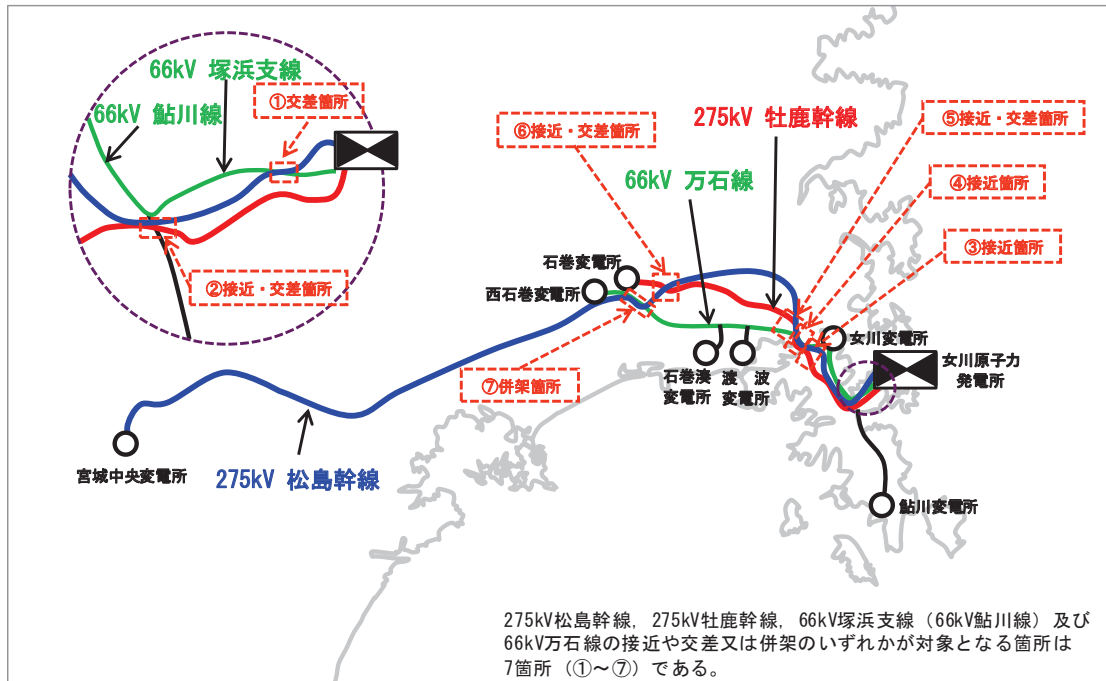 66kV 塚浜支線
①交差箇所
66kV 鮎川線
②接近・交差箇所
⑥接近・交差箇所
275kV 牡鹿幹線
⑤接近・交差箇所
66kV 万石線
④接近箇所
③接近箇所
石巻変電所
西石巻変電所
女川変電所
女川原子力
発電所
⑦併架箇所
石巻湊
変電所
渡 波
変電所
275kV 松島幹線
宮城中央変電所
鮎川変電所
275kV松島幹線, 275kV牡鹿幹線, 66kV塚浜支線（66kV鮎川線）及び
66kV万石線の接近や交差又は併架のいずれかが対象となる箇所は
7箇所（①～⑦）である。